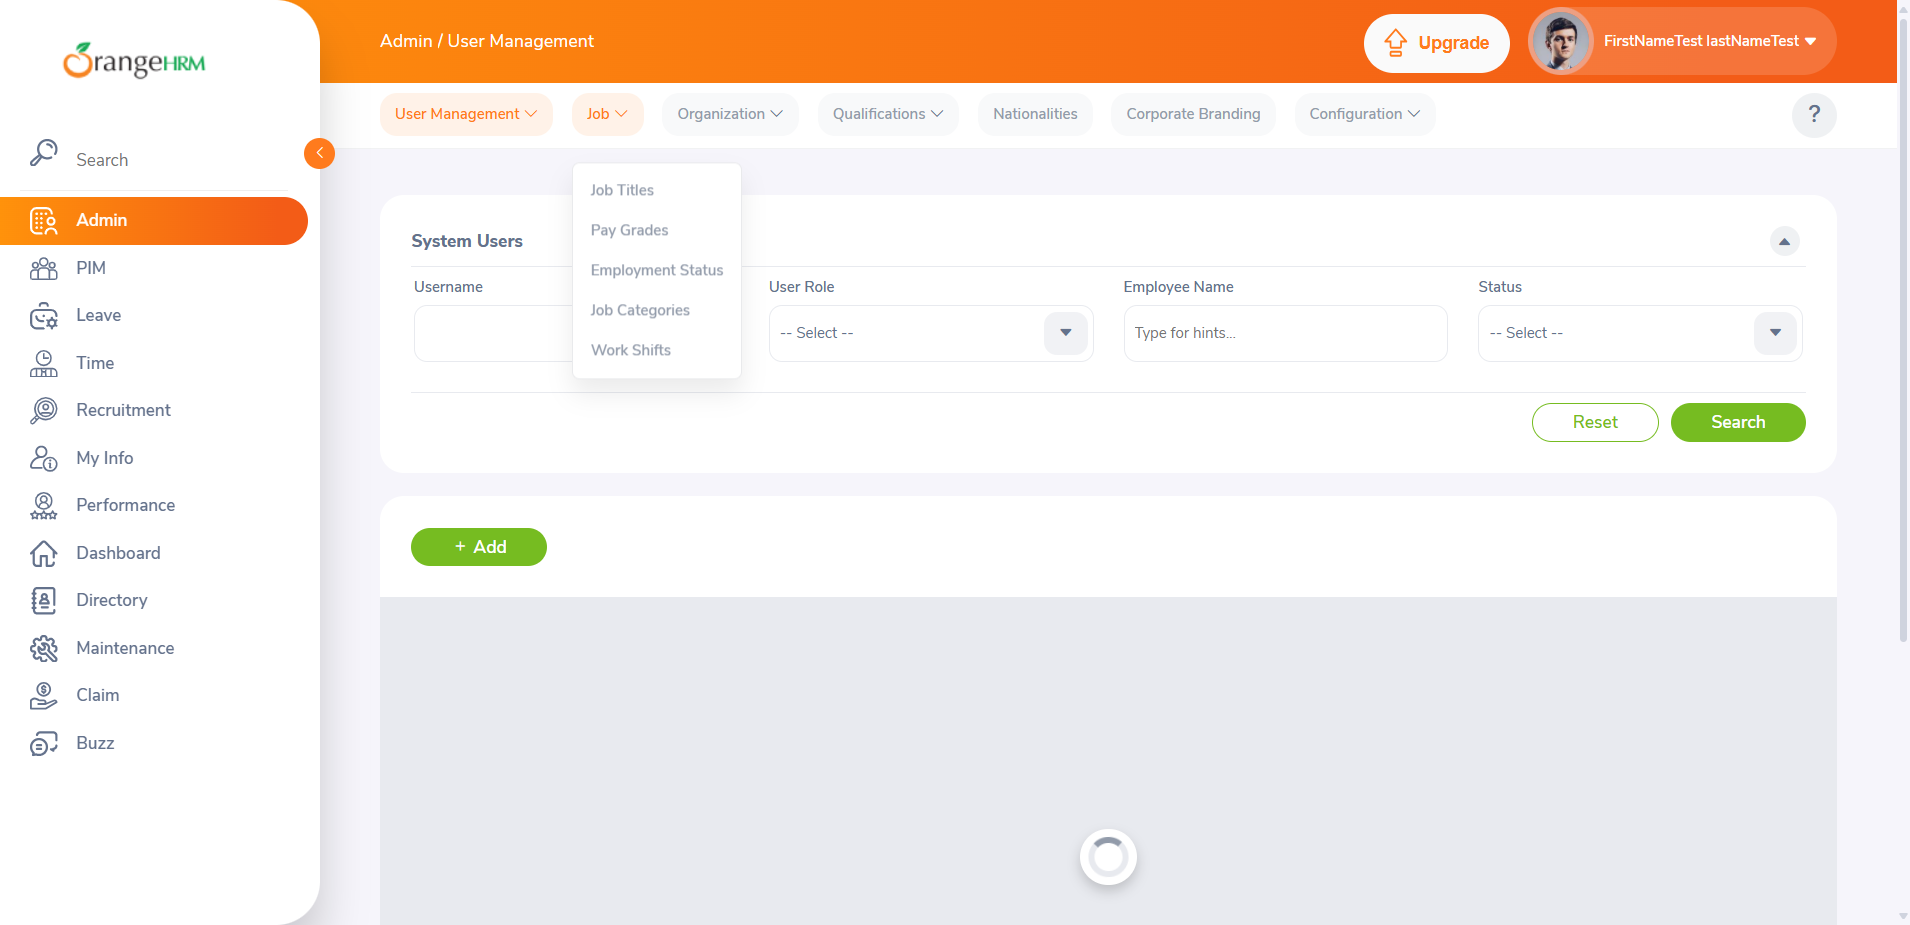 OrangeHRM
Admin / User Management
Upgrade
FirstNameTest lastNameTest
User Management
Job
Organization
Qualifications
Nationalities
Corporate Branding
Configuration
?
Search
Admin
PIM
Leave
Time
Recruitment
My Info
Performance
Dashboard
Directory
Maintenance
Claim
Buzz
Job Titles
Pay Grades
Employment Status
Job Categories
Work Shifts
System Users
Username
User Role
Employee Name
Status
-- Select --
Type for hints...
-- Select --
Reset
Search
+ Add